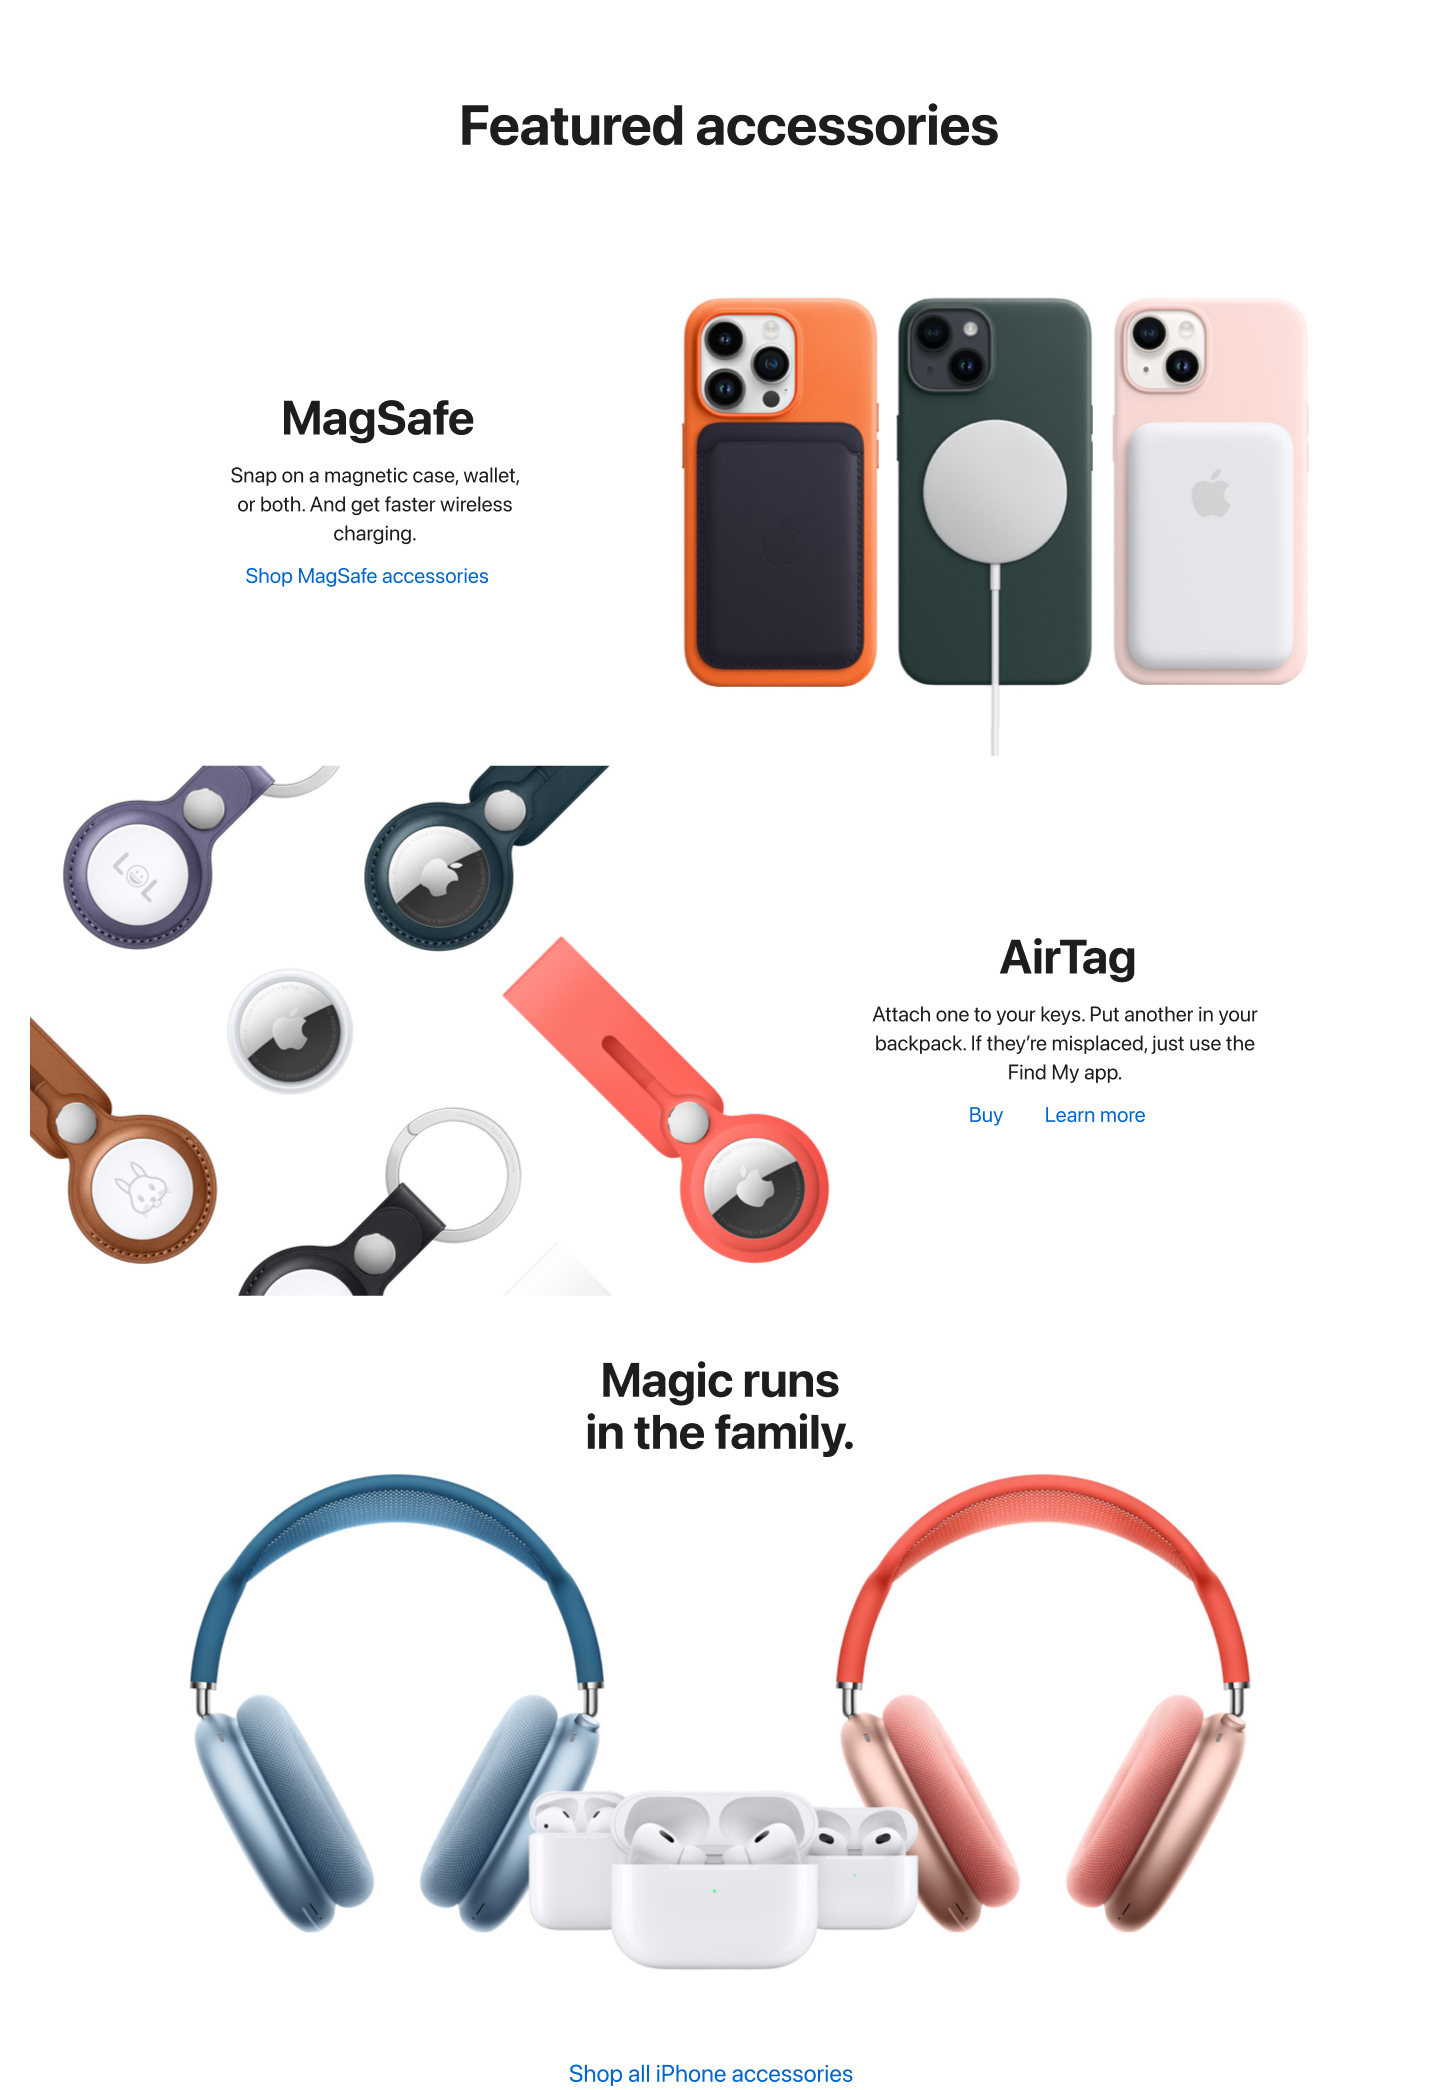 Featured accessories
MagSafe
Snap on a magnetic case, wallet,
or both. And get faster wireless
charging.
Shop MagSafe accessories
LOL
AirTag
Attach one to your keys. Put another in your
backpack. If they’re misplaced, just use the
Find My app.
Buy Learn more
Magic runs
in the family.
Shop all iPhone accessories